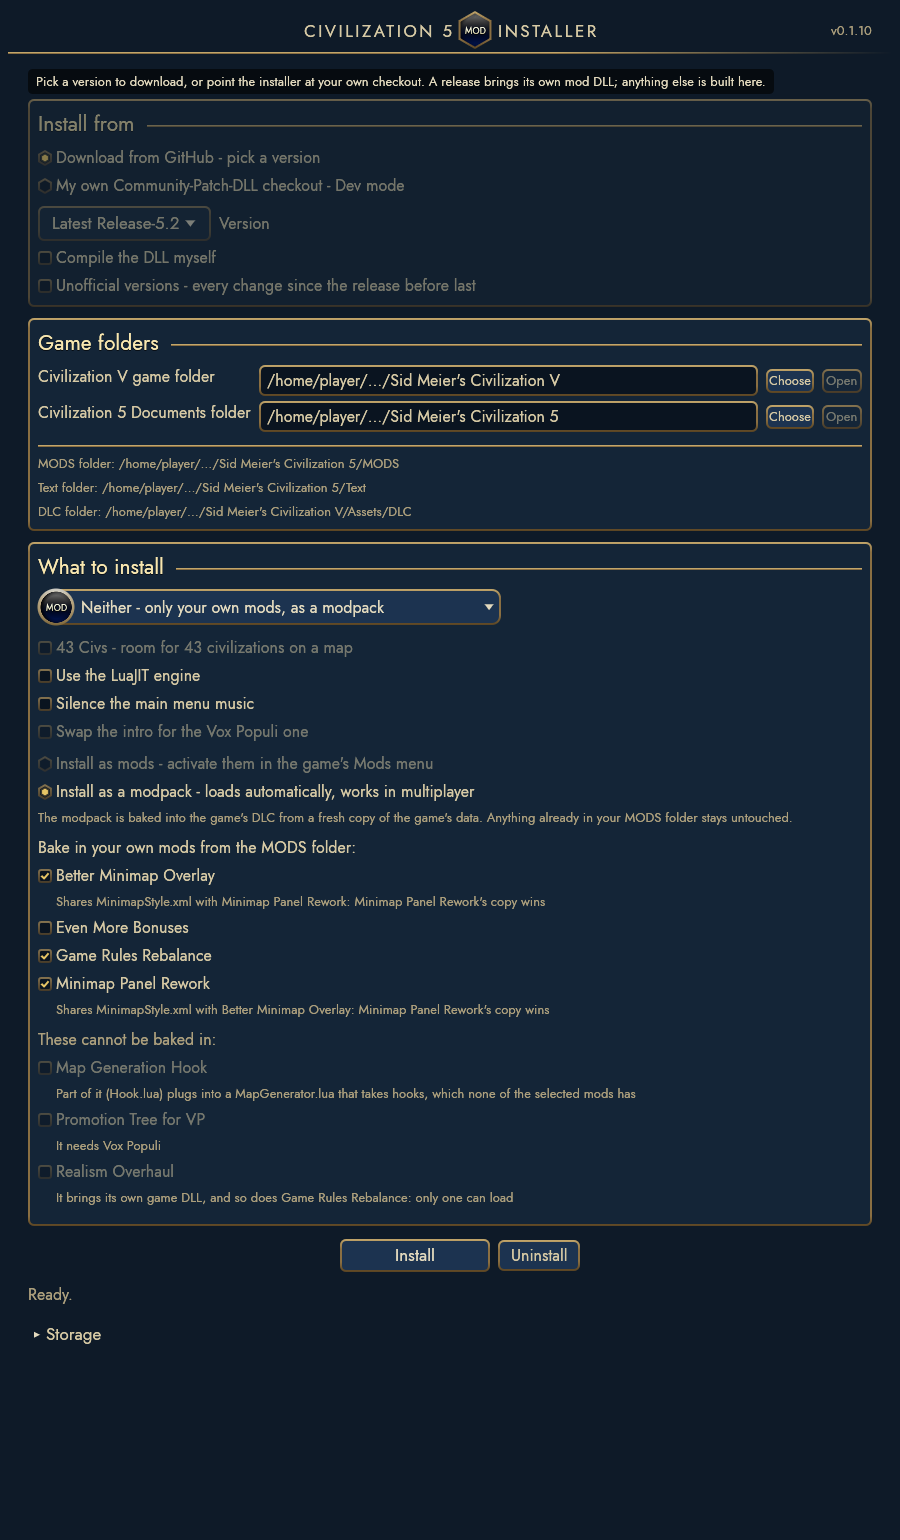 CIVILIZATION 5 MOD INSTALLER
v0.1.10
Pick a version to download, or point the installer at your own checkout. A release brings its own mod DLL; anything else is built here.
Install from
Download from GitHub - pick a version
My own Community-Patch-DLL checkout - Dev mode
Latest Release-5.2 Version
Compile the DLL myself
Unofficial versions - every change since the release before last
Game folders
Civilization V game folder /home/player/.../Sid Meier's Civilization V Choose Open
Civilization 5 Documents folder /home/player/.../Sid Meier's Civilization 5 Choose Open
MODS folder: /home/player/.../Sid Meier's Civilization 5/MODS
Text folder: /home/player/.../Sid Meier's Civilization 5/Text
DLC folder: /home/player/.../Sid Meier's Civilization V/Assets/DLC
What to install
MOD Neither - only your own mods, as a modpack
43 Civs - room for 43 civilizations on a map
Use the LuaJIT engine
Silence the main menu music
Swap the intro for the Vox Populi one
Install as mods - activate them in the game's Mods menu
Install as a modpack - loads automatically, works in multiplayer
The modpack is baked into the game's DLC from a fresh copy of the game's data. Anything already in your MODS folder stays untouched.
Bake in your own mods from the MODS folder:
Better Minimap Overlay
Shares MinimapStyle.xml with Minimap Panel Rework: Minimap Panel Rework's copy wins
Even More Bonuses
Game Rules Rebalance
Minimap Panel Rework
Shares MinimapStyle.xml with Better Minimap Overlay: Minimap Panel Rework's copy wins
These cannot be baked in:
Map Generation Hook
Part of it (Hook.lua) plugs into a MapGenerator.lua that takes hooks, which none of the selected mods has
Promotion Tree for VP
It needs Vox Populi
Realism Overhaul
It brings its own game DLL, and so does Game Rules Rebalance: only one can load
Install Uninstall
Ready.
Storage